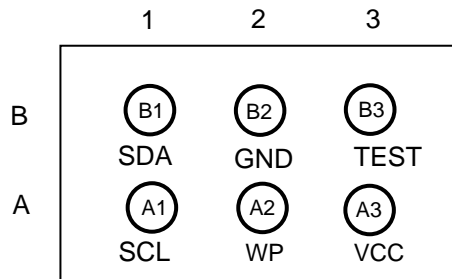 1 2 3
B B1 B2 B3
SDA GND TEST
A A1 A2 A3
SCL WP VCC